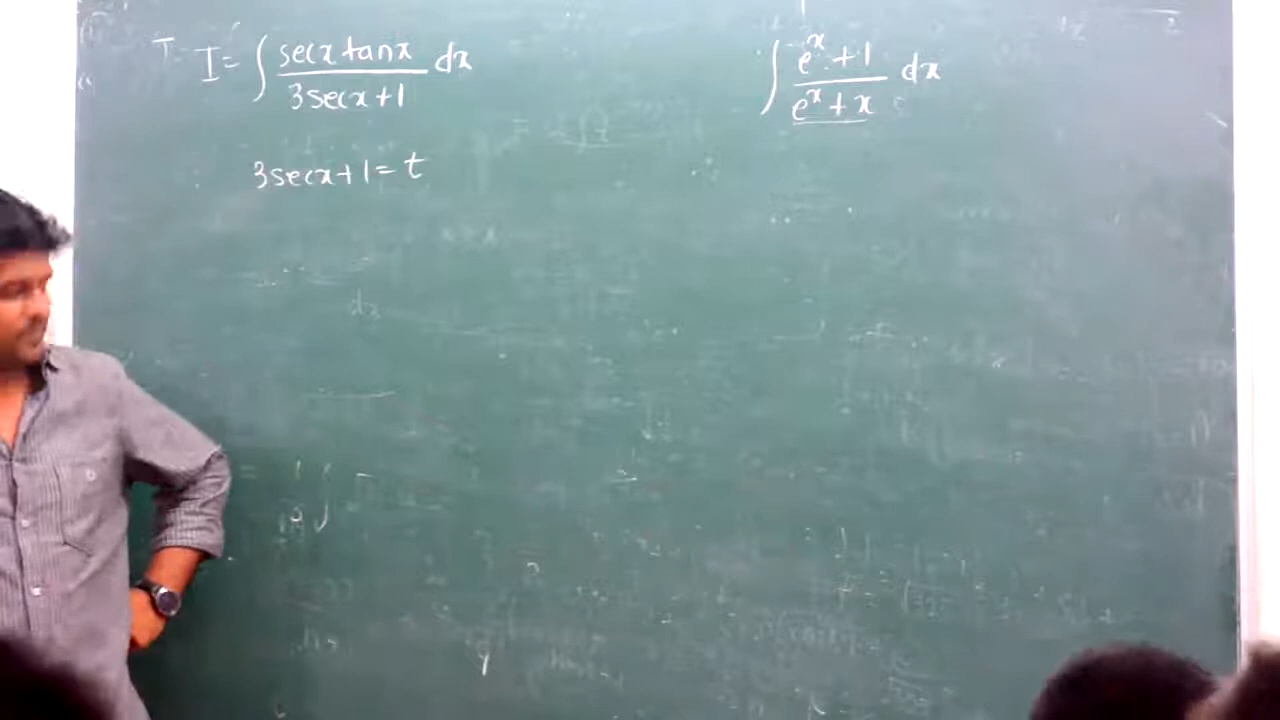 I = ∫ secx tanx / 3secx+1 dx
3secx+1 = t
∫ e^x + 1 / e^x + x dx